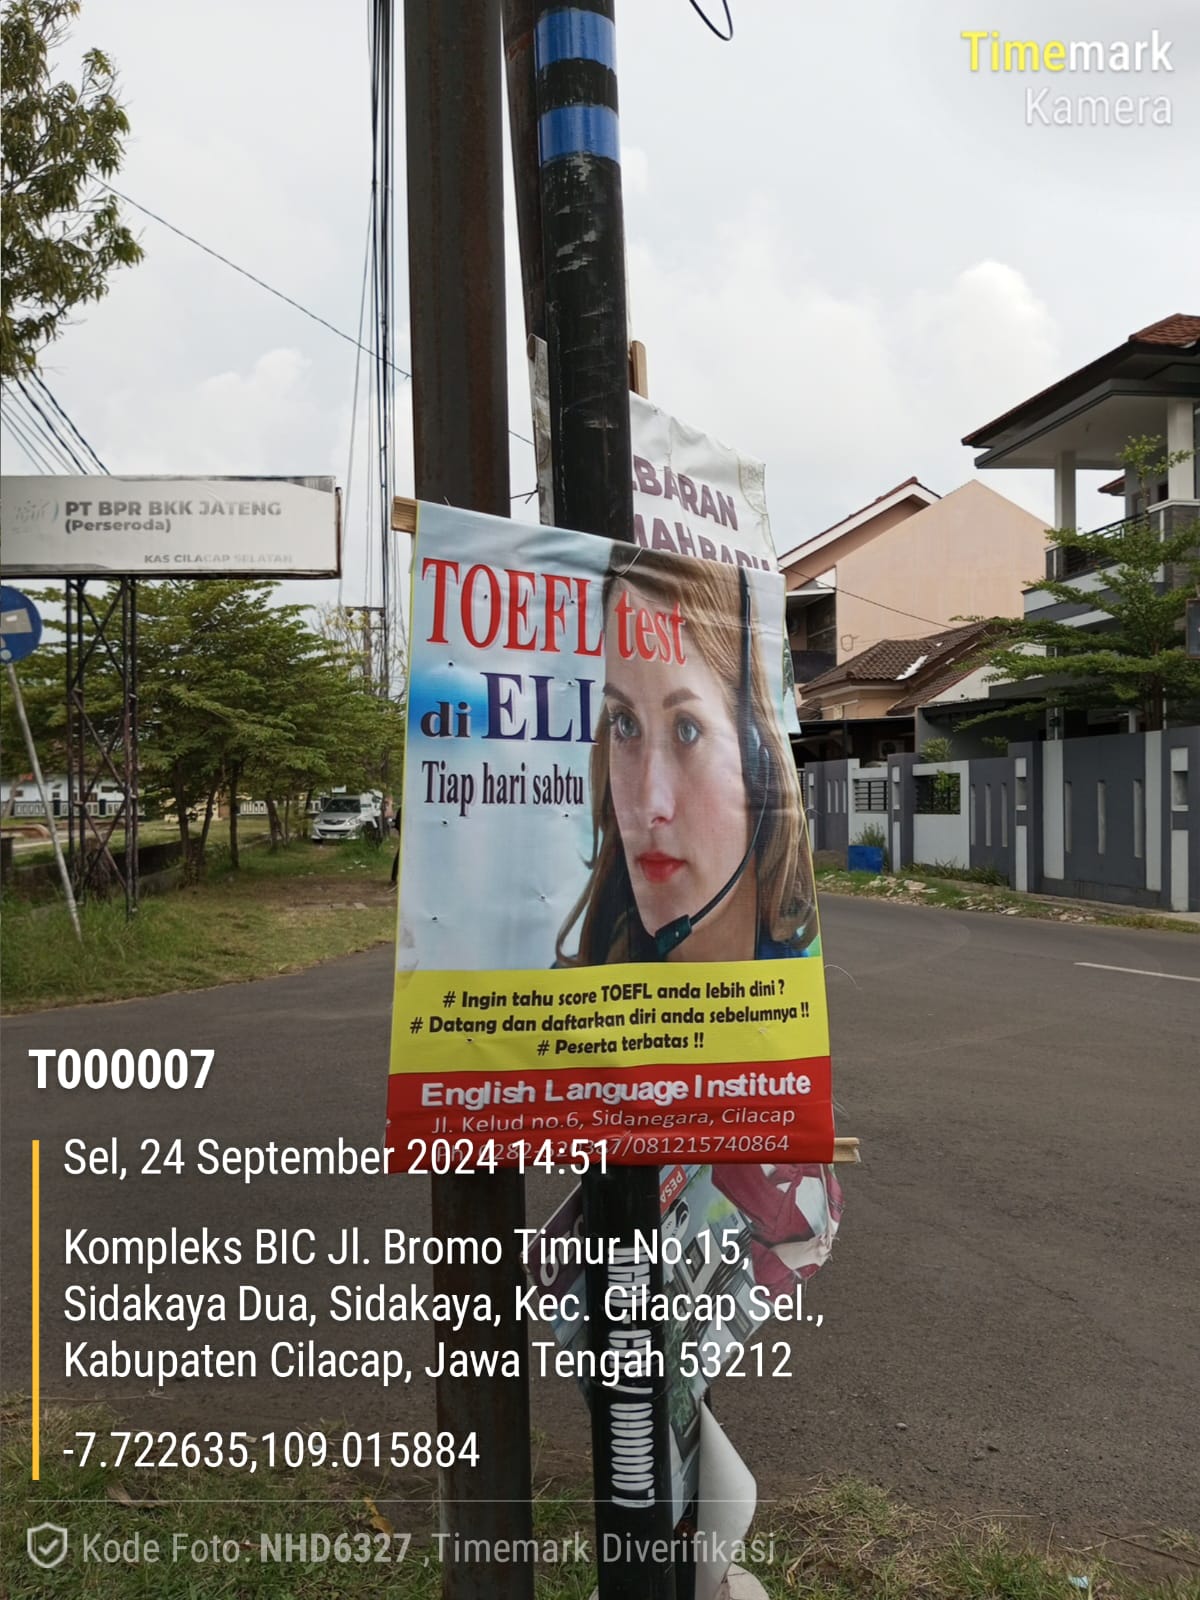 Timemark
Kamera
PT BPR BKK JATENG
(Perseroda)
KAS CILACAP SELATAN
BARAN
TOEFL test
di ELI
Tiap hari sabtu
# Ingin tahu score TOEFL anda lebih dini ?
# Datang dan daftarkan diri anda sebelumnya !!
# Peserta terbatas !!
English Language Institute
Jl. Kelud no.6, Sidanegara, Cilacap
/081215740864
PESA
T000007
Sel, 24 September 2024 14:51
Kompleks BIC Jl. Bromo Timur No.15,
Sidakaya Dua, Sidakaya, Kec. Cilacap Sel.,
Kabupaten Cilacap, Jawa Tengah 53212
-7.722635,109.015884
Kode Foto: NHD6327 ,Timemark Diverifikasi